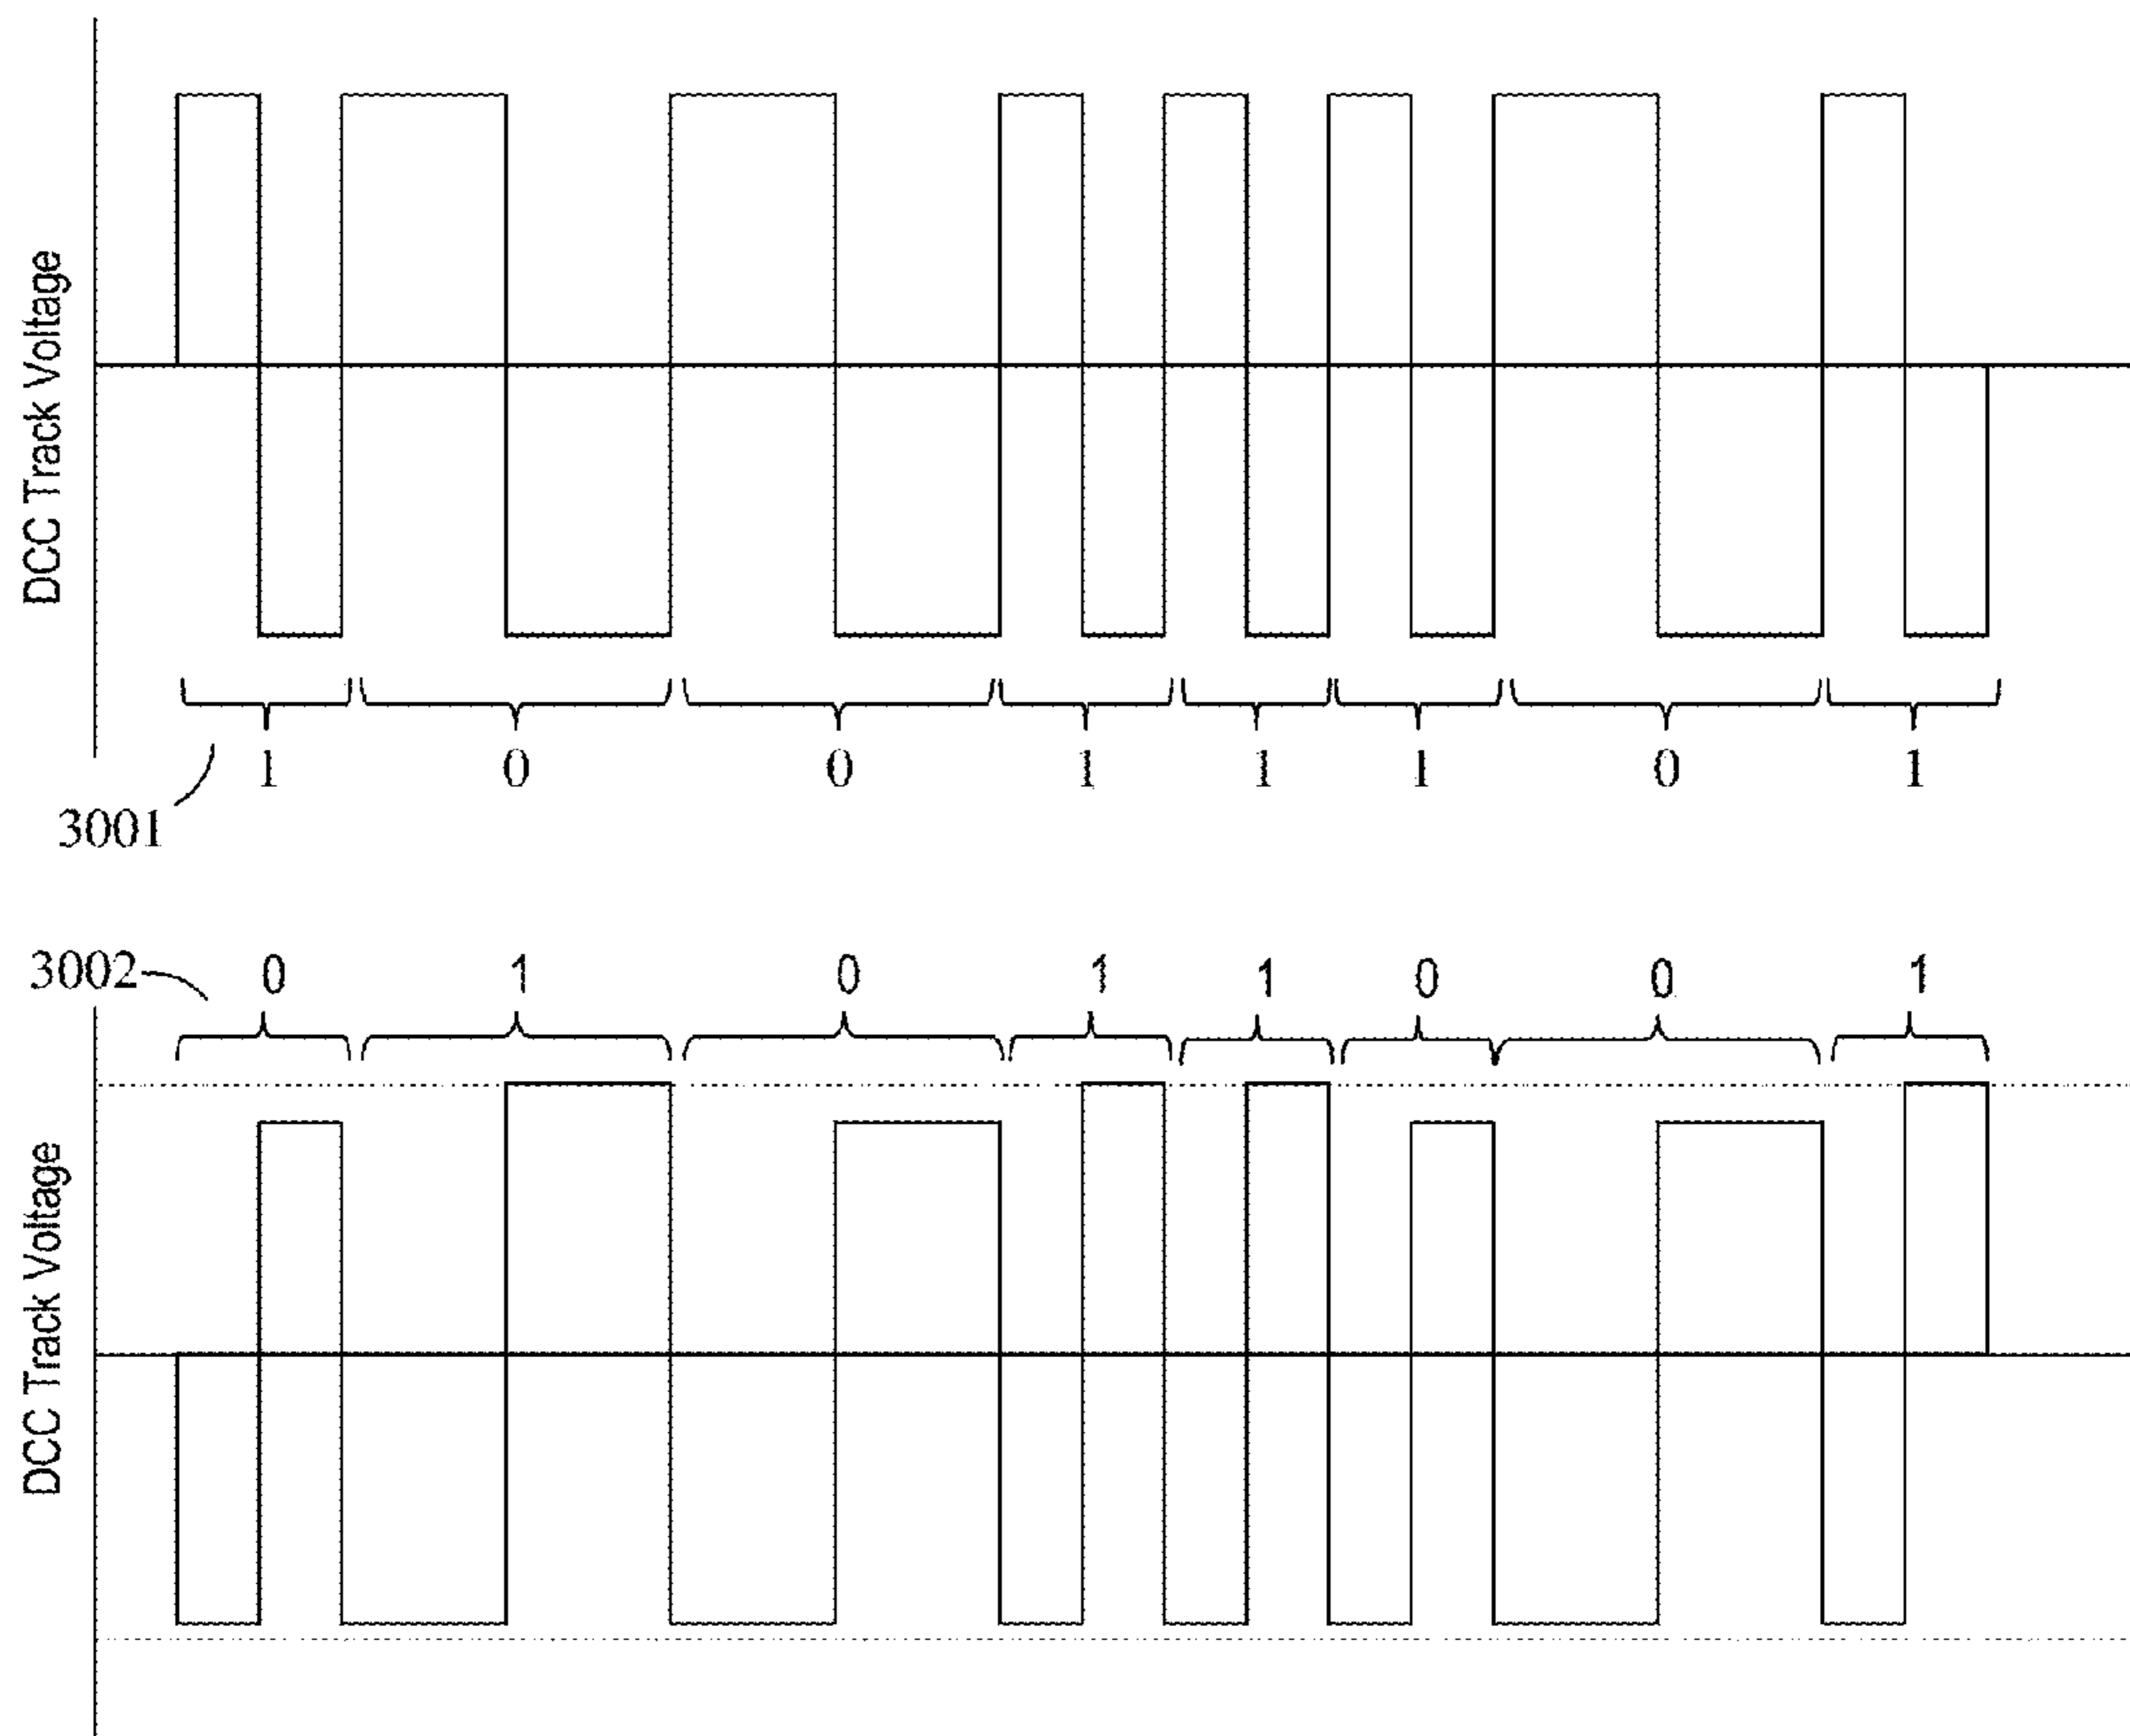 DCC Track Voltage
1 0 0 1 1 1 0 1
3001
3002 0 1 0 1 1 0 0 1
DCC Track Voltage